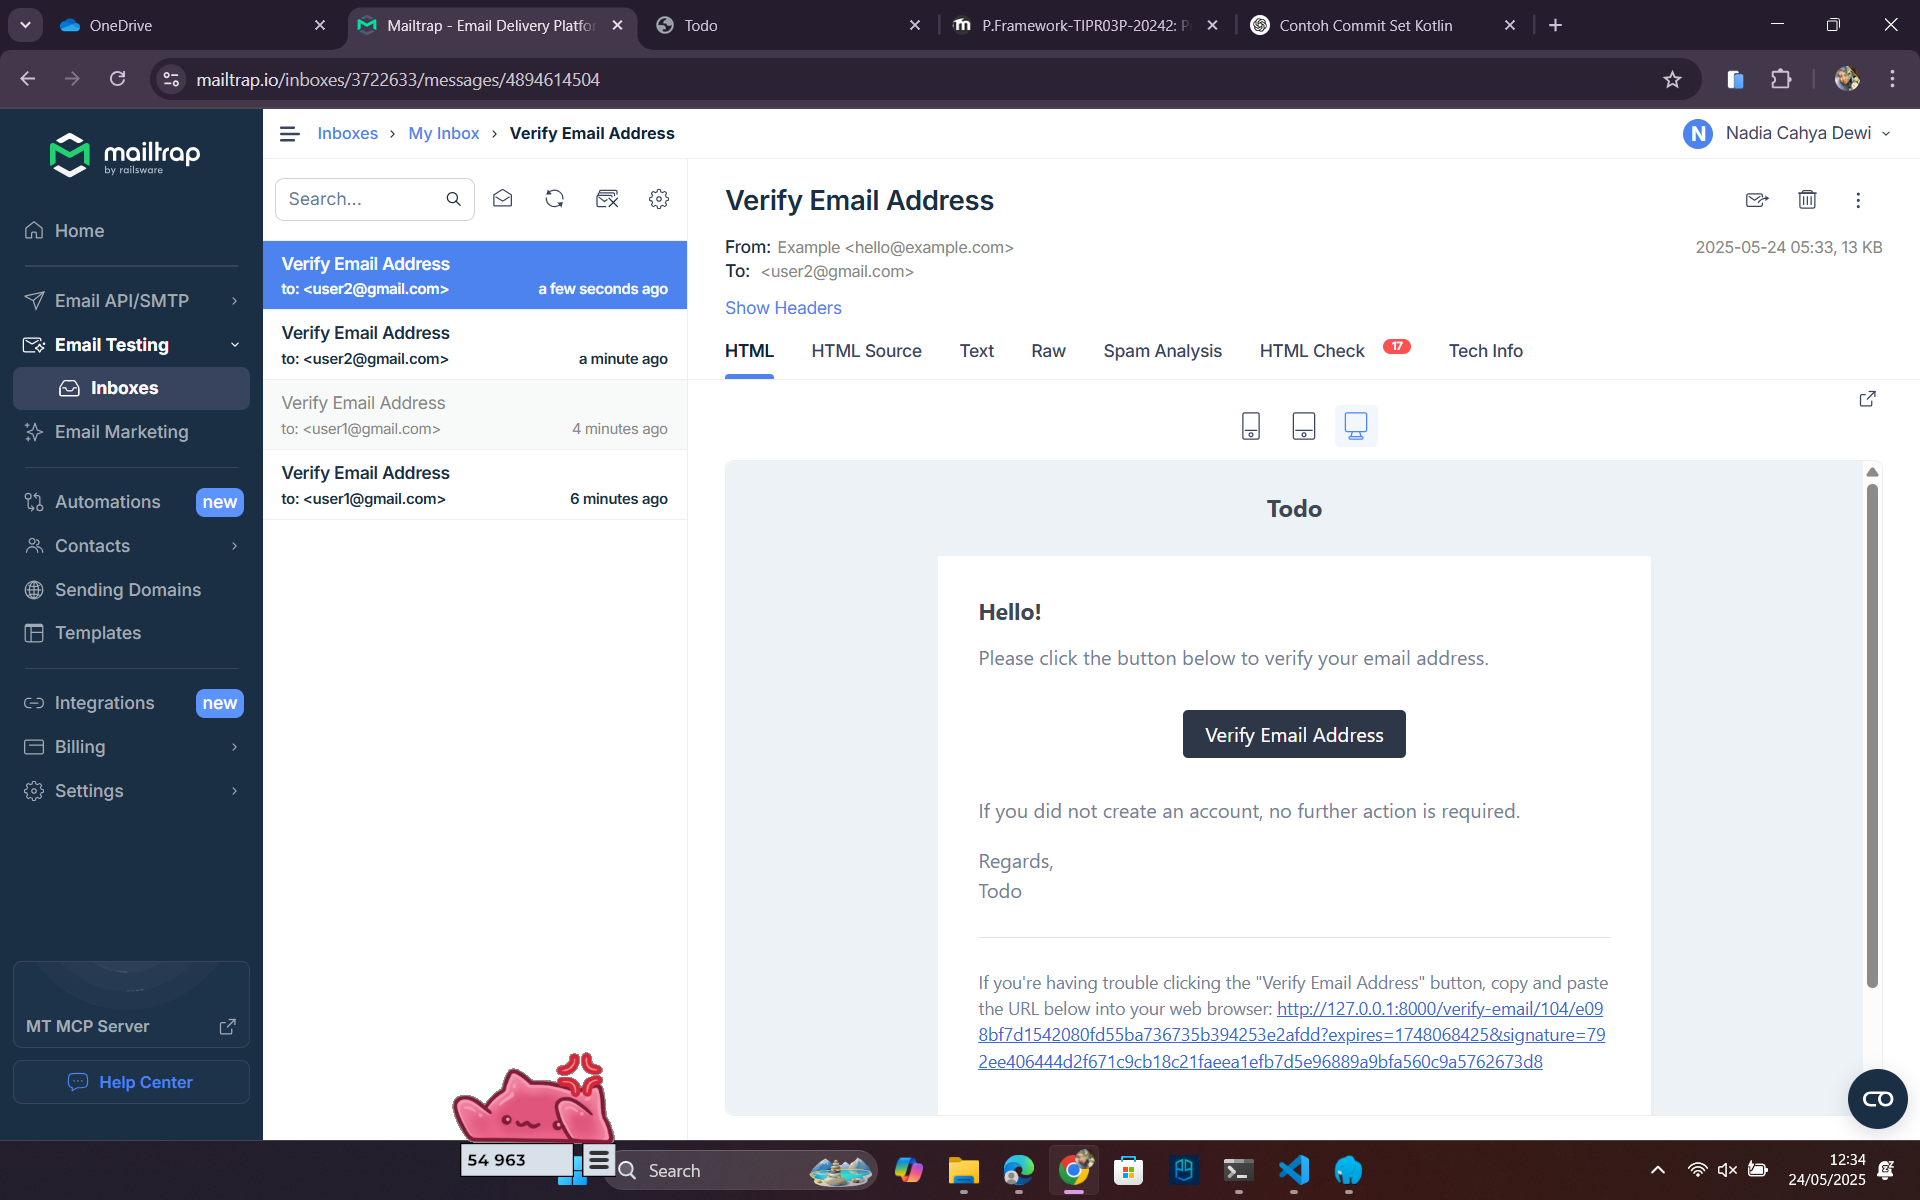 OneDrive
Mailtrap - Email Delivery Platfo
Todo
P.Framework-TIPR03P-20242: P
Contoh Commit Set Kotlin
mailtrap.io/inboxes/3722633/messages/4894614504
mailtrap
by railsware
Home
Email API/SMTP
Email Testing
Inboxes
Email Marketing
Automations new
Contacts
Sending Domains
Templates
Integrations new
Billing
Settings
MT MCP Server
Help Center
Inboxes › My Inbox › Verify Email Address
N Nadia Cahya Dewi
Search...
Verify Email Address
to: <user2@gmail.com> a few seconds ago
Verify Email Address
to: <user2@gmail.com> a minute ago
Verify Email Address
to: <user1@gmail.com> 4 minutes ago
Verify Email Address
to: <user1@gmail.com> 6 minutes ago
Verify Email Address
From: Example <hello@example.com>
2025-05-24 05:33, 13 KB
To: <user2@gmail.com>
Show Headers
HTML HTML Source Text Raw Spam Analysis HTML Check 17 Tech Info
Todo
Hello!
Please click the button below to verify your email address.
Verify Email Address
If you did not create an account, no further action is required.
Regards,
Todo
If you're having trouble clicking the "Verify Email Address" button, copy and paste
the URL below into your web browser: http://127.0.0.1:8000/verify-email/104/e09
8bf7d1542080fd55ba736735b394253e2afdd?expires=1748068425&signature=79
2ee406444d2f671c9cb18c21faeea1efb7d5e96889a9bfa560c9a5762673d8
54 963
Search
12:34
24/05/2025